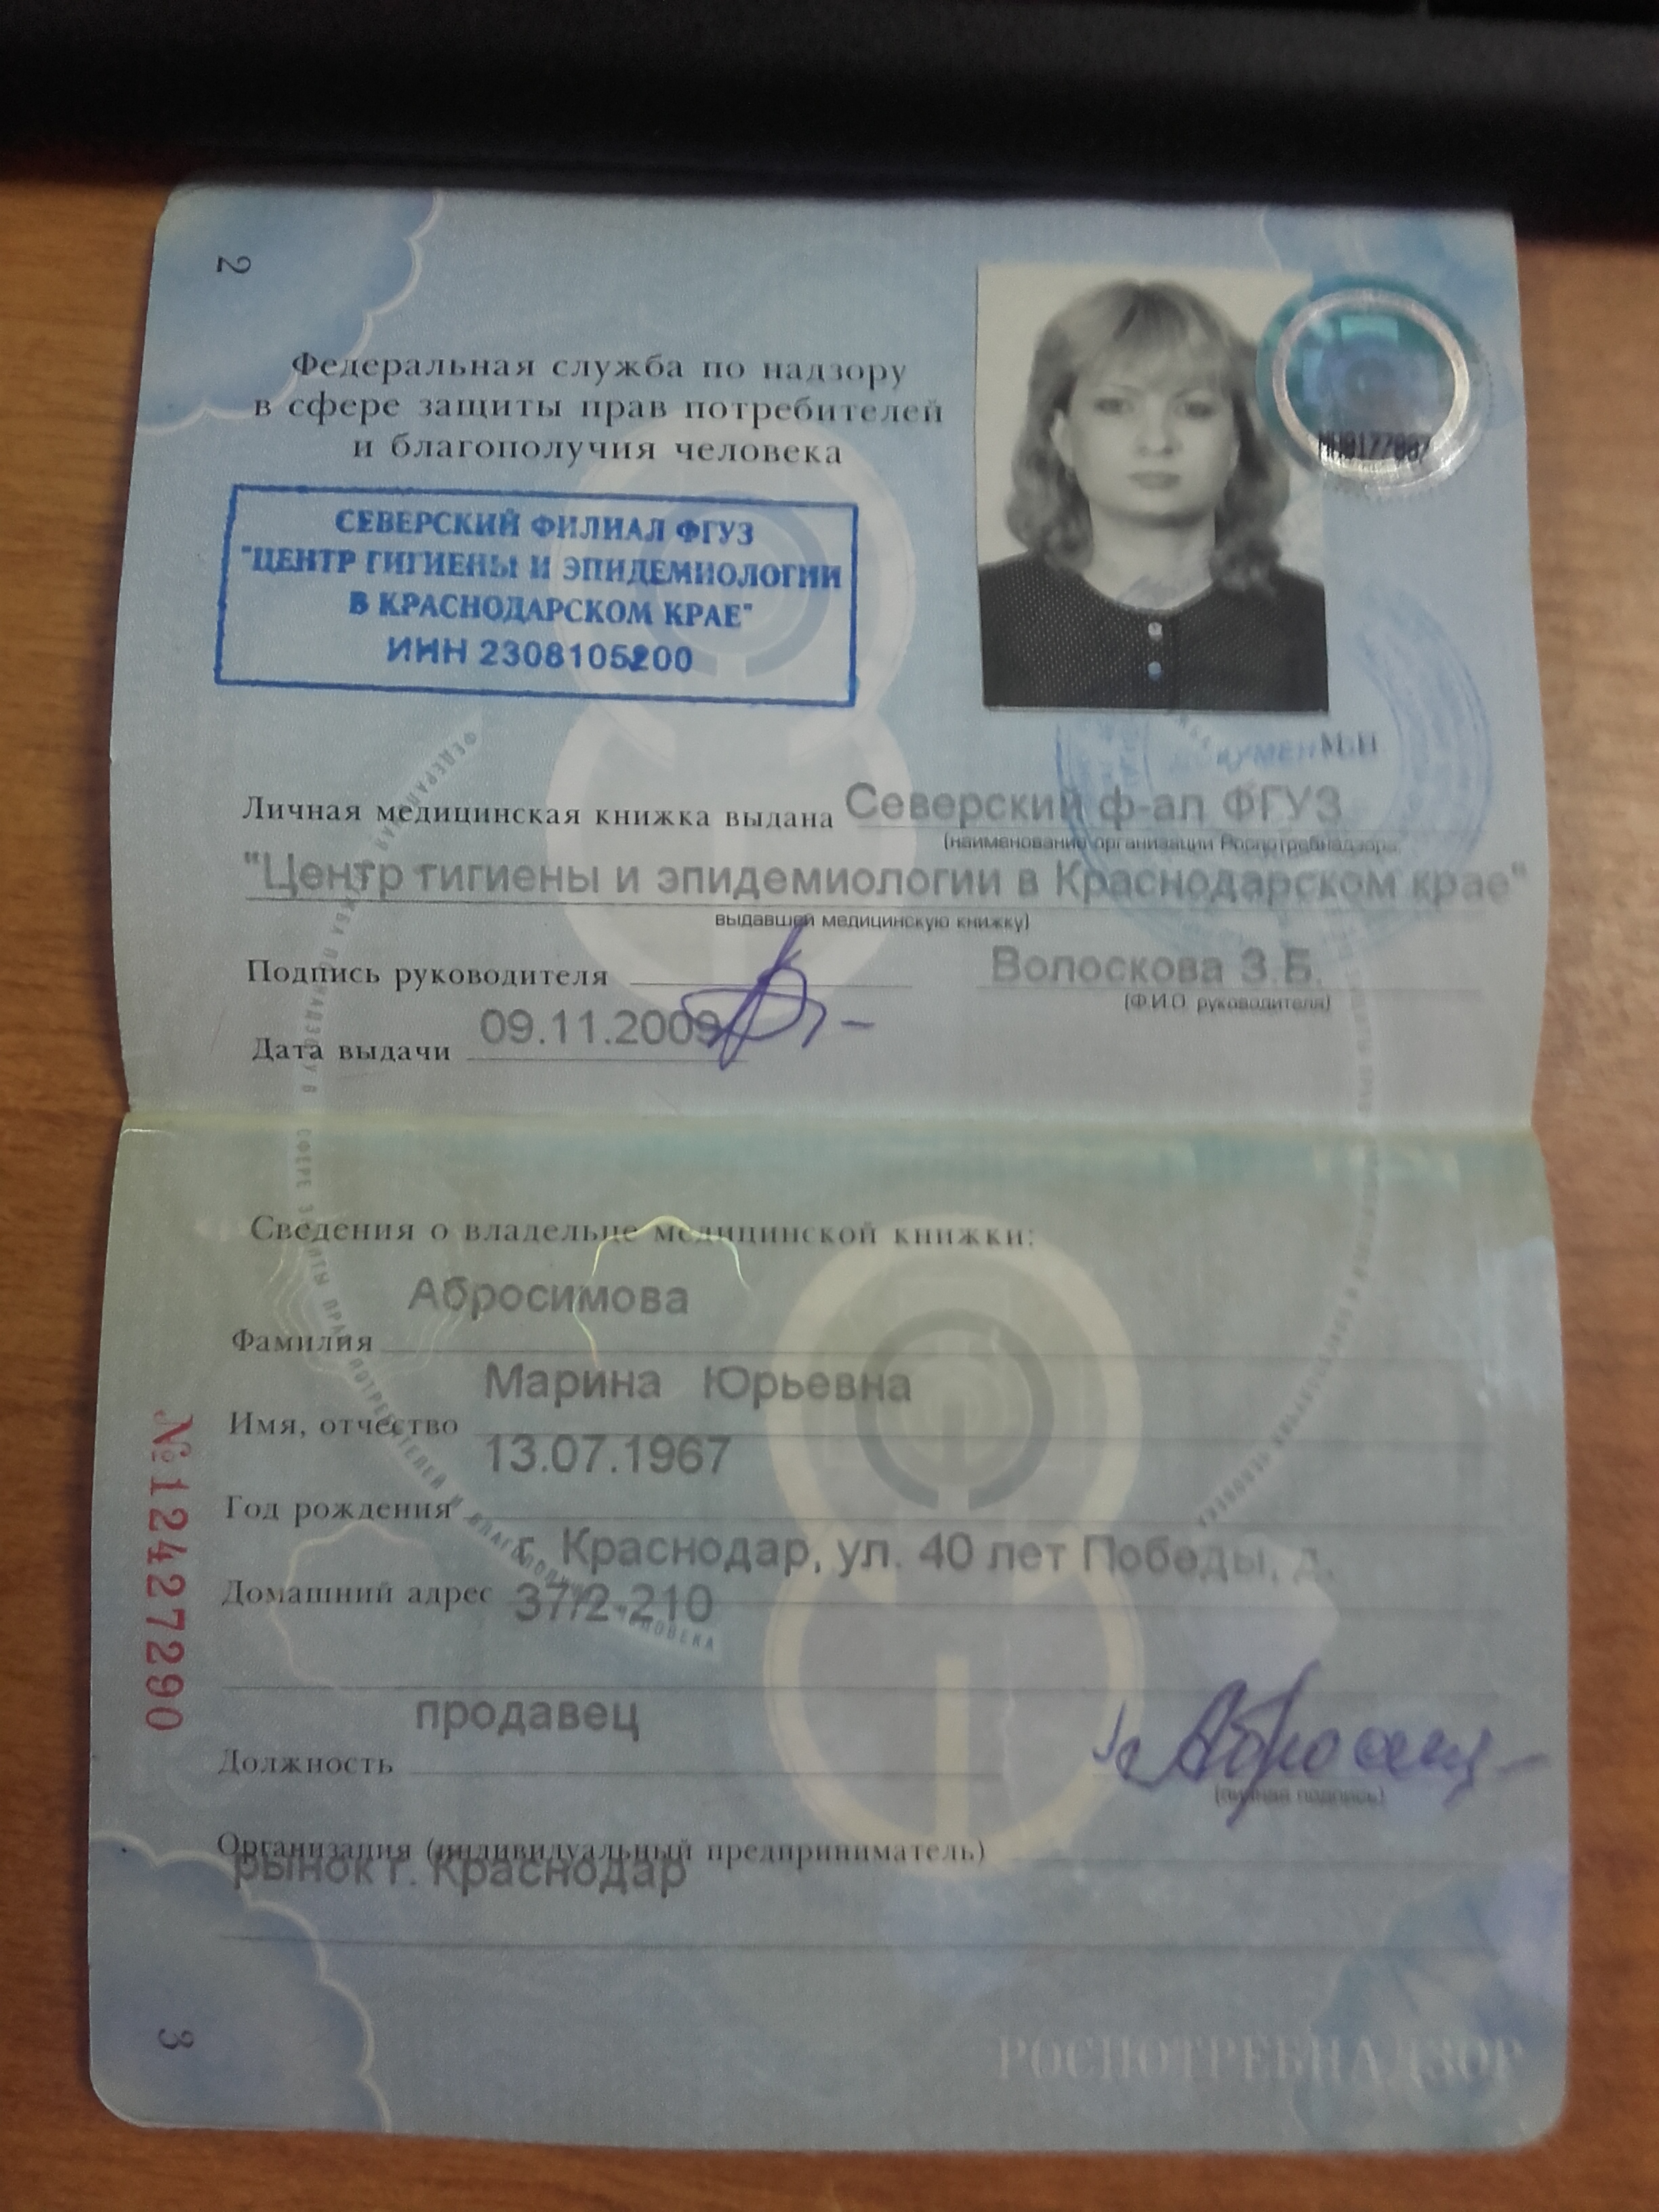 2
Федеральная служба по надзору
в сфере защиты прав потребителей
и благополучия человека
СЕВЕРСКИЙ ФИЛИАЛ ФГУЗ
"ЦЕНТР ГИГИЕНЫ И ЭПИДЕМИОЛОГИИ
В КРАСНОДАРСКОМ КРАЕ"
ИНН 2308105200
М.П
Личная медицинская книжка выдана Северский ф-ал ФГУЗ
(наименование организации Роспотребнадзора,
"Центр гигиены и эпидемиологии в Краснодарском крае"
выдавшей медицинскую книжку)
Подпись руководителя Волоскова З.Б.
(Ф.И.О. руководителя)
Дата выдачи 09.11.2009
Сведения о владельце медицинской книжки:
Фамилия Абросимова
Имя, отчество Марина Юрьевна
Год рождения 13.07.1967
Домашний адрес г. Краснодар, ул. 40 лет Победы, д.
37/2-210
Должность продавец
(личная подпись)
Организация (индивидуальный предприниматель)
рынок г. Краснодар
№12427290
3
РОСПОТРЕБНАДЗОР